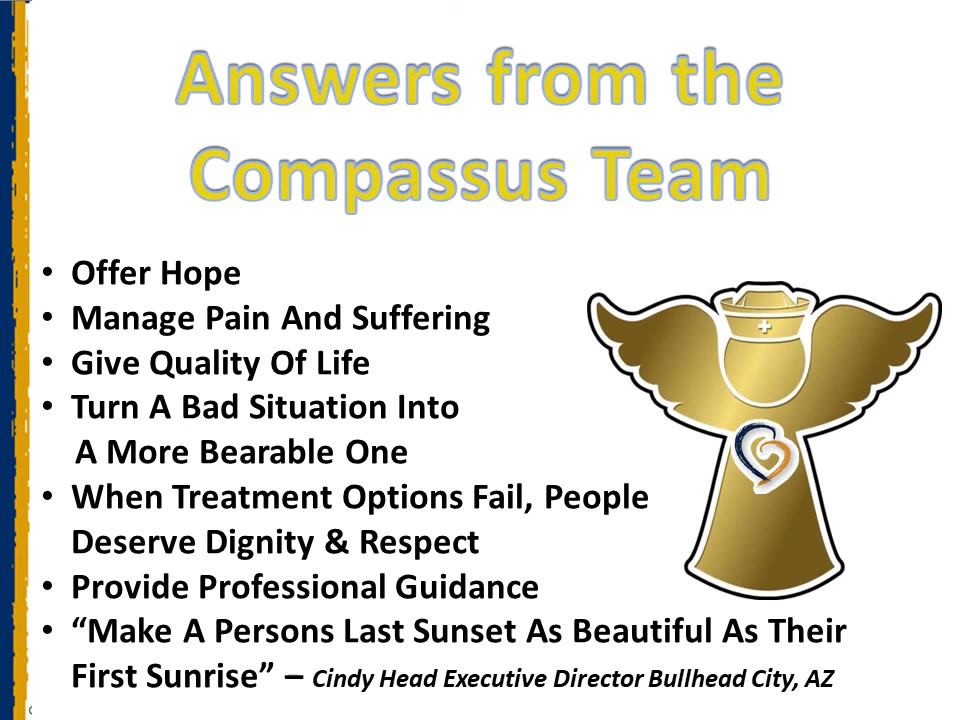 Answers from the
Compassus Team
• Offer Hope
• Manage Pain And Suffering
• Give Quality Of Life
• Turn A Bad Situation Into
A More Bearable One
• When Treatment Options Fail, People
Deserve Dignity & Respect
• Provide Professional Guidance
• “Make A Persons Last Sunset As Beautiful As Their
First Sunrise” – Cindy Head Executive Director Bullhead City, AZ